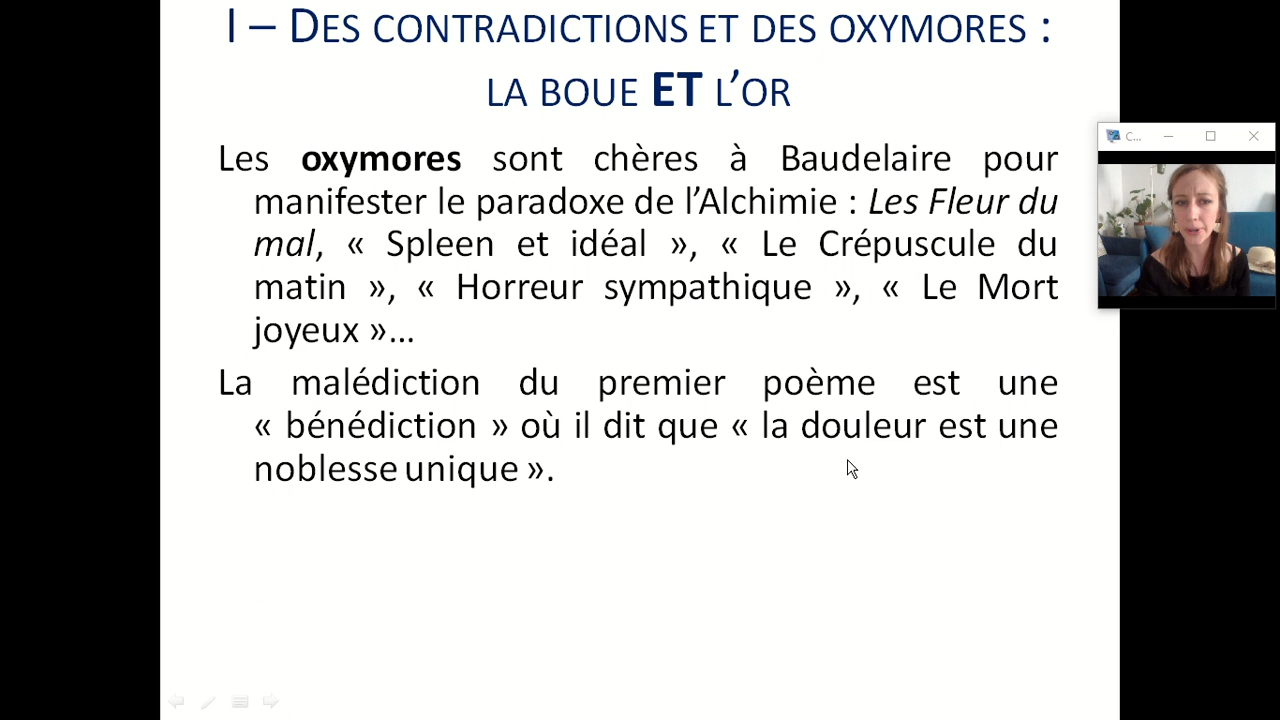 I – DES CONTRADICTIONS ET DES OXYMORES :
LA BOUE ET L’OR
Les oxymores sont chères à Baudelaire pour
manifester le paradoxe de l’Alchimie : Les Fleur du
mal, « Spleen et idéal », « Le Crépuscule du
matin », « Horreur sympathique », « Le Mort
joyeux »…
La malédiction du premier poème est une
« bénédiction » où il dit que « la douleur est une
noblesse unique ».
C...